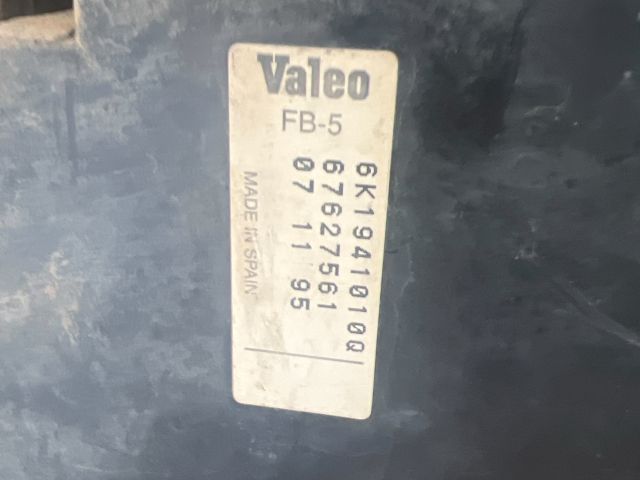 Valeo
FB-5
6K1941010Q
67627561
07 11 95
MADE IN SPAIN